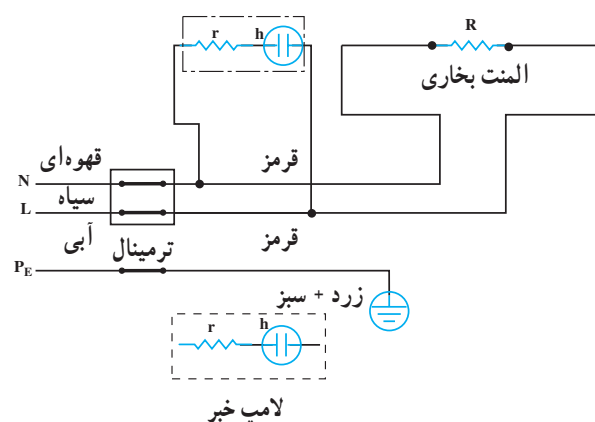 r h
R
المنت بخاری
قهوه‌ای
قرمز
N
سیاه
L
آبی
ترمینال
قرمز
PE
زرد + سبز
r h
لامپ خبر